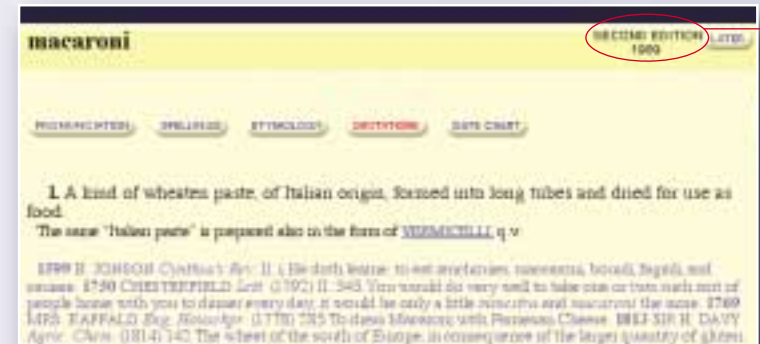 macaroni
SECOND EDITION LATER
1989
PRONUNCIATION SPELLINGS ETYMOLOGY QUOTATIONS DATE CHART
1. A kind of wheaten paste, of Italian origin, formed into long tubes and dried for use as
food.
The same "Italian paste" is prepared also in the form of VERMICELLI, q.v.
1599 B. JONSON Cynthia's Rev. II. i, He doth learne to eat anchovies, maccaroni, bovoli, fagioli, and
1750 CHESTERFIELD Lett. (1792) II. 345 You would do very well to take one or two such sort of
people home with you to dinner every day, it would be only a little minestra and macaroni the more. 1769
MRS. RAFFALD Eng. Housekpr. (1778) 285 To dress Macaroni with Permesan Cheese. 1813 SIR H. DAVY
Agric. Chem. (1814) 142 The wheat of the south of Europe, in consequence of the larger quantity of gluten